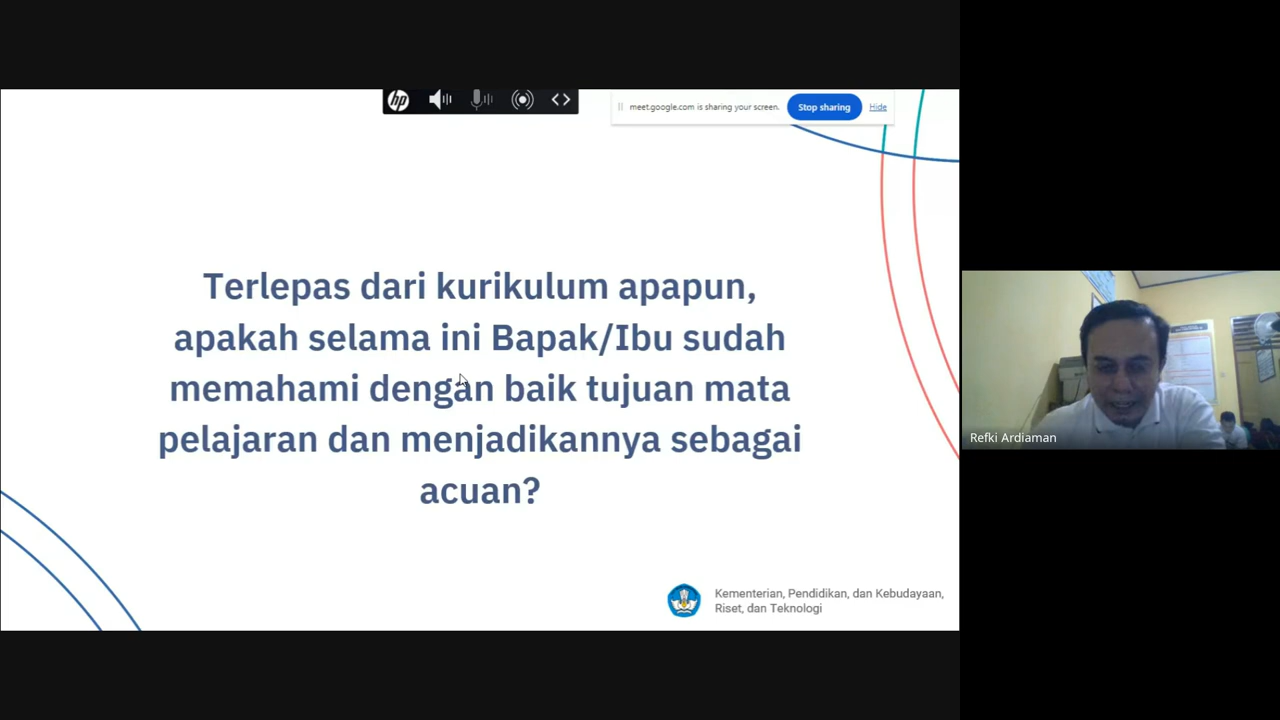 hp
meet.google.com is sharing your screen.
Stop sharing
Hide
Terlepas dari kurikulum apapun,
apakah selama ini Bapak/Ibu sudah
memahami dengan baik tujuan mata
pelajaran dan menjadikannya sebagai
acuan?
Kementerian, Pendidikan, dan Kebudayaan,
Riset, dan Teknologi
Refki Ardiaman